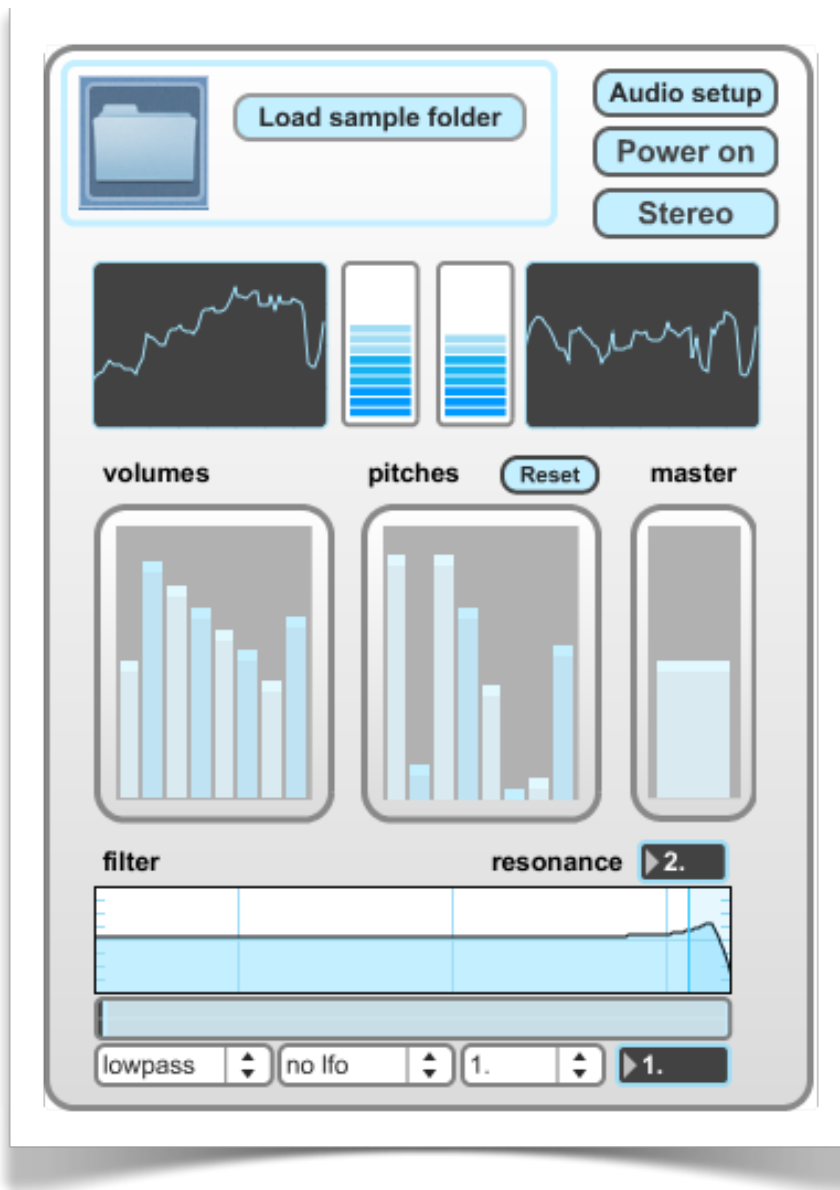 Load sample folder
Audio setup
Power on
Stereo
volumes
pitches
Reset
master
filter
resonance
2.
lowpass
no lfo
1.
1.